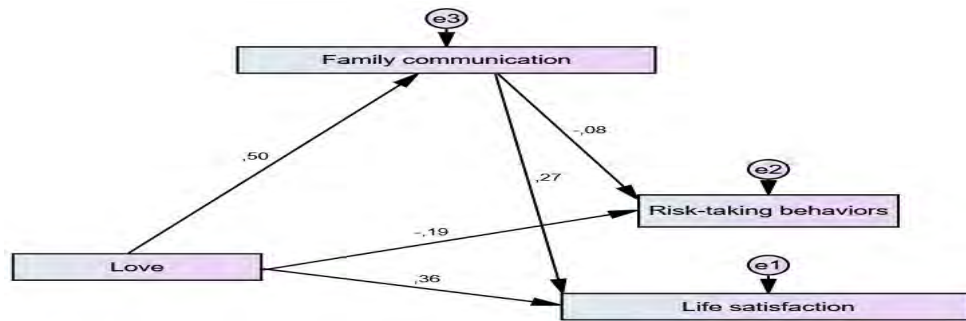 e3
Family communication
,50
-,08
,27
e2
Risk-taking behaviors
-,19
Love
,36
e1
Life satisfaction